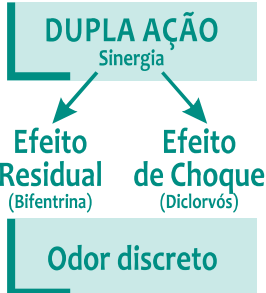 DUPLA AÇÃO
Sinergia
Efeito
Residual
(Bifentrina)
Efeito
de Choque
(Diclorvós)
Odor discreto